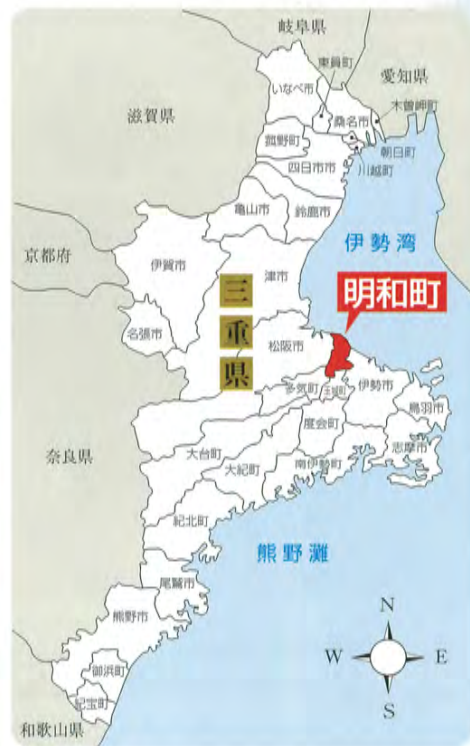 岐阜県
東員町
愛知県
いなべ市
木曽岬町
滋賀県
桑名市
菰野町
朝日町
四日市市
川越町
亀山市
鈴鹿市
京都府
伊賀市
伊勢湾
津市
明和町
名張市
三重県
松阪市
多気町
玉城町
伊勢市
鳥羽市
度会町
志摩市
奈良県
大台町
大紀町
南伊勢町
紀北町
熊野灘
尾鷲市
熊野市
N
W
E
S
御浜町
紀宝町
和歌山県